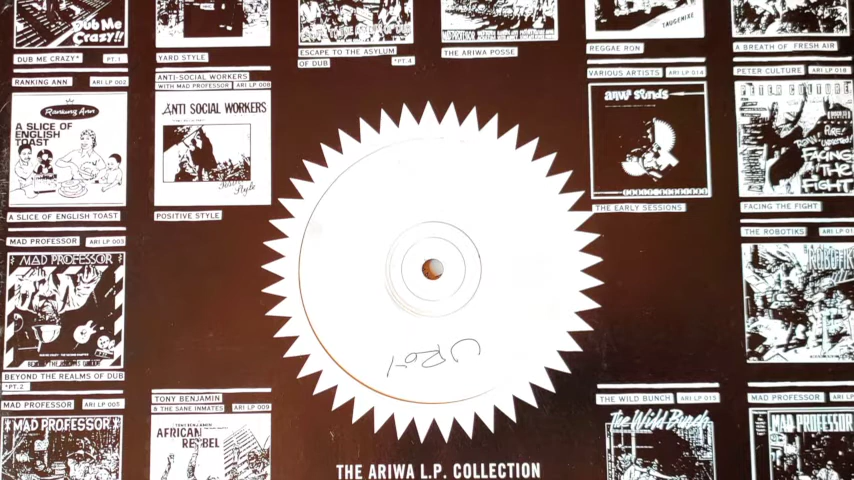 Dub Me
Crazy!!
DUB ME CRAZY* PT.1
YARD STYLE
ESCAPE TO THE ASYLUM
OF DUB *PT.4
THE ARIWA POSSE
REGGAE RON
A BREATH OF FRESH AIR
RANKING ANN ARI LP 002
Ranking Ann
A SLICE OF
ENGLISH
TOAST
A SLICE OF ENGLISH TOAST
ANTI-SOCIAL WORKERS
WITH MAD PROFESSOR ARI LP 008
ANTI SOCIAL WORKERS
Positive
Style
POSITIVE STYLE
VARIOUS ARTISTS ARI LP 014
THE EARLY SESSIONS
PETER CULTURE ARI LP 018
PETER CULTURE
FACING
THE
FIGHT
FACING THE FIGHT
MAD PROFESSOR ARI LP 003
MAD PROFESSOR
BEYOND THE REALMS OF DUB
*PT.2
THE ROBOTIKS
MAD PROFESSOR ARI LP 005
MAD PROFESSOR
TONY BENJAMIN
& THE SANE INMATES ARI LP 009
TONY BENJAMIN
AFRICAN
REBEL
U ROY
THE ARIWA L.P. COLLECTION
THE WILD BUNCH ARI LP 015
The Wild Bunch
MAD PROFESSOR
MAD PROFESSOR